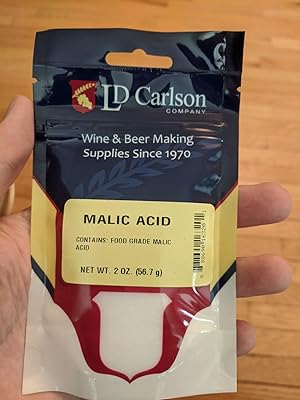 LD Carlson
COMPANY
Wine & Beer Making
Supplies Since 1970
MALIC ACID
CONTAINS: FOOD GRADE MALIC
ACID
NET WT. 2 OZ. (56.7 g)